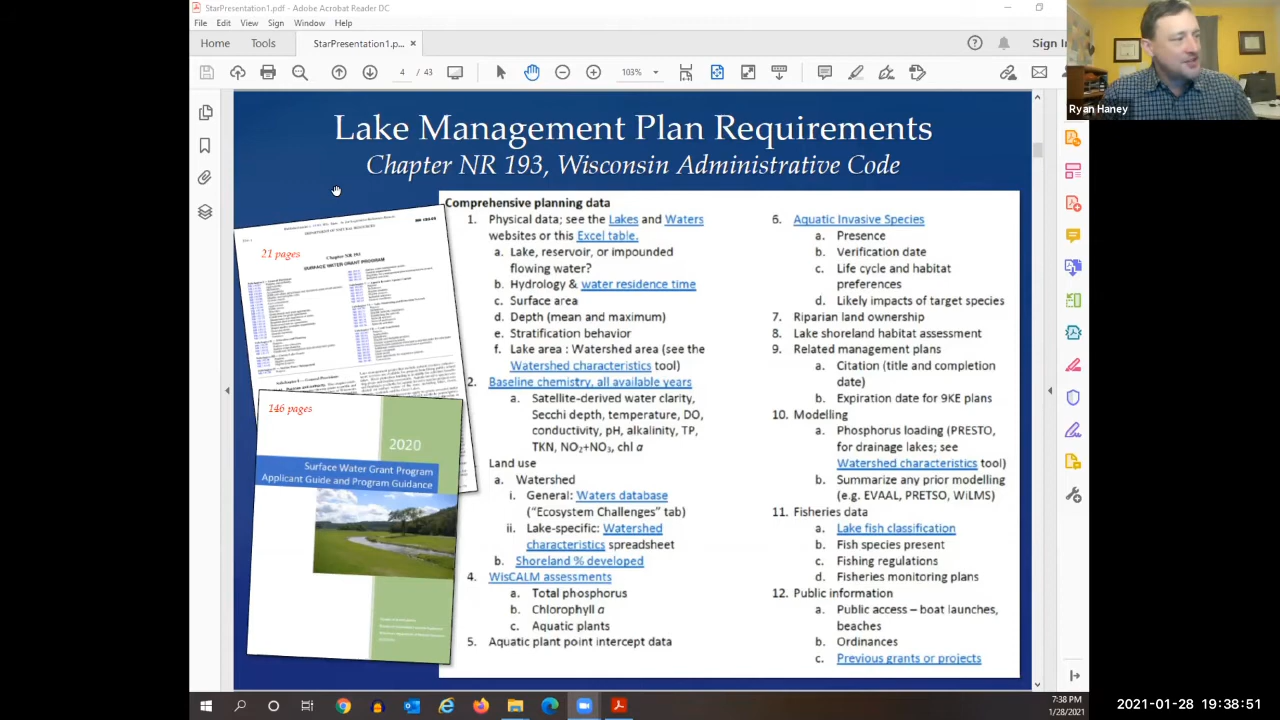 StarPresentation1.pdf - Adobe Acrobat Reader DC
File Edit View Sign Window Help
Home Tools StarPresentation1.p... × Sign In
4 / 43 103%
Ryan Haney
Lake Management Plan Requirements
Chapter NR 193, Wisconsin Administrative Code
21 pages
Chapter NR 193
SURFACE WATER GRANT PROGRAM
146 pages
2020
Surface Water Grant Program
Applicant Guide and Program Guidance
Comprehensive planning data
1. Physical data; see the Lakes and Waters
websites or this Excel table.
a. Lake, reservoir, or impounded
flowing water?
b. Hydrology & water residence time
c. Surface area
d. Depth (mean and maximum)
e. Stratification behavior
f. Lake area : Watershed area (see the
Watershed characteristics tool)
2. Baseline chemistry, all available years
a. Satellite-derived water clarity,
Secchi depth, temperature, DO,
conductivity, pH, alkalinity, TP,
TKN, NO₂+NO₃, chl a
Land use
a. Watershed
i. General: Waters database
("Ecosystem Challenges" tab)
ii. Lake-specific: Watershed
characteristics spreadsheet
b. Shoreland % developed
4. WisCALM assessments
a. Total phosphorus
b. Chlorophyll a
c. Aquatic plants
5. Aquatic plant point intercept data
6. Aquatic Invasive Species
a. Presence
b. Verification date
c. Life cycle and habitat
preferences
d. Likely impacts of target species
7. Riparian land ownership
8. Lakeshore and habitat assessment
9. Related management plans
a. Citation (title and completion
date)
b. Expiration date for 9KE plans
10. Modelling
a. Phosphorus loading (PRESTO,
for drainage lakes; see
Watershed characteristics tool)
b. Summarize any prior modelling
(e.g. EVAAL, PRETSO, WiLMS)
11. Fisheries data
a. Lake fish classification
b. Fish species present
c. Fishing regulations
d. Fisheries monitoring plans
12. Public information
a. Public access – boat launches,
beaches
b. Ordinances
c. Previous grants or projects
7:38 PM
1/28/2021
2021-01-28 19:38:51